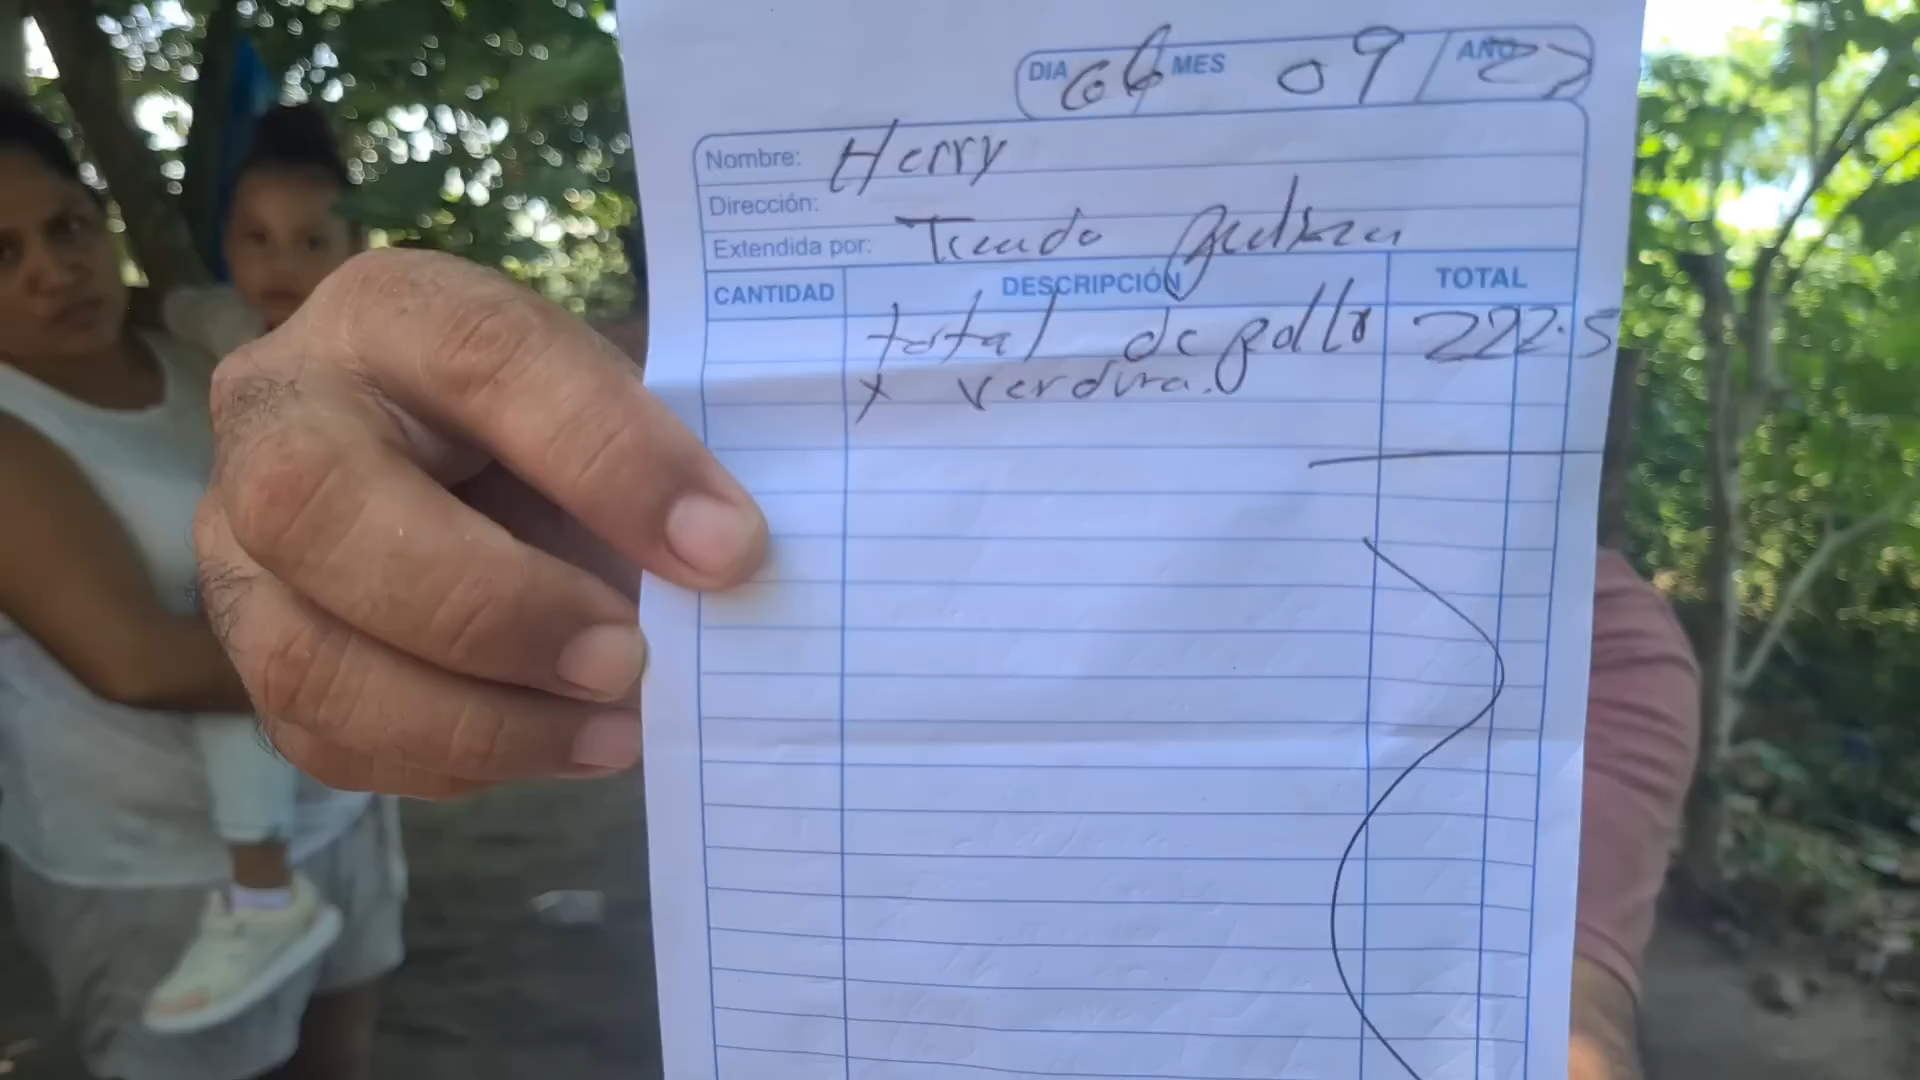 DIA 06 MES 09 / AÑO
Nombre: Henry
Dirección:
Extendida por: Tienda
CANTIDAD DESCRIPCIÓN TOTAL
total de pollo 222.5
x verdura.